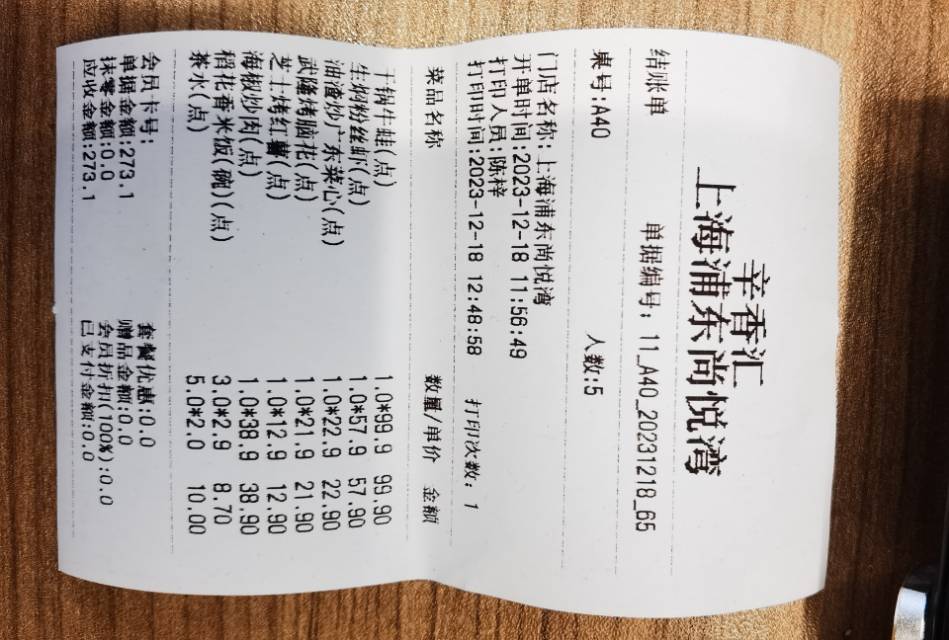 辛香汇
上海浦东尚悦湾
结账单 单据编号: 11_A40_20231218_65
桌号:A40 人数:5
门店名称: 上海浦东尚悦湾
开单时间:2023-12-18 11:56:49
打印人员:陈梓
打印时间:2023-12-18 12:48:58 打印次数: 1
菜品名称 数量/单价 金额
干锅牛蛙(点) 1.0*99.9 99.90
生焖粉丝虾(点) 1.0*57.9 57.90
油渣炒广东菜心(点) 1.0*22.9 22.90
武隆烤脑花(点) 1.0*21.9 21.90
芝士烤红薯(点) 1.0*12.9 12.90
海椒炒肉(点) 1.0*38.9 38.90
稻花香米饭(碗)(点) 3.0*2.9 8.70
茶水(点) 5.0*2.0 10.00
会员卡号: 套餐优惠:0.0
单据金额:273.1 赠品金额:0.0
抹零金额:0.0 会员折扣(100%):0.0
应收金额:273.1 已支付金额:0.0